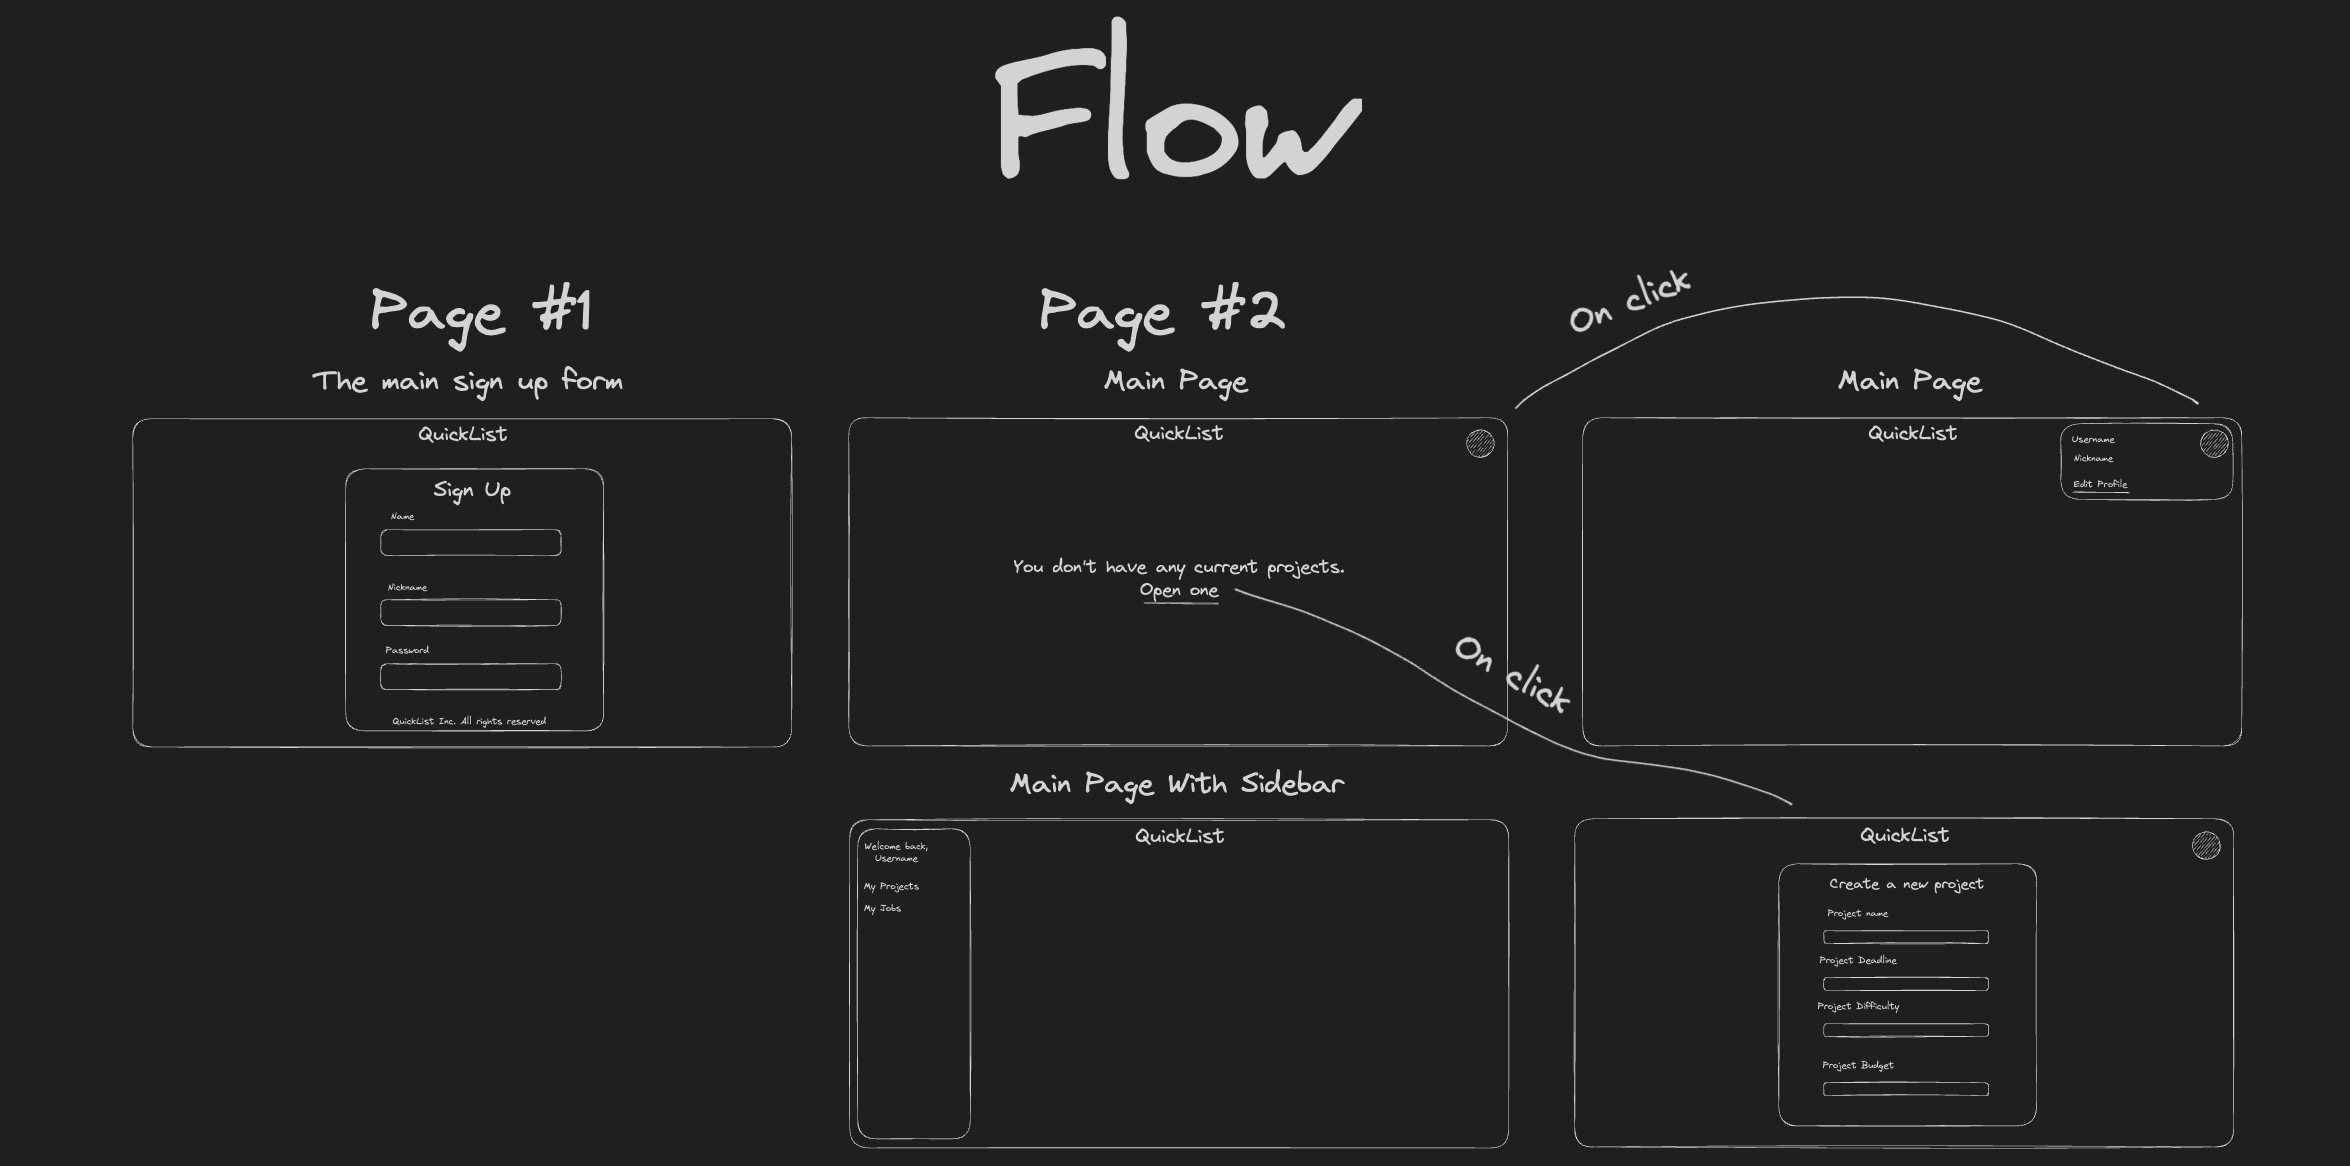 Flow
Page #1
The main sign up form
QuickList
Sign Up
Name
Nickname
Password
QuickList Inc. All rights reserved
Page #2
Main Page
QuickList
You don't have any current projects.
Open one
On click
Main Page
QuickList
Username
Nickname
Edit Profile
On click
Main Page With Sidebar
QuickList
Welcome back,
Username
My Projects
My Jobs
QuickList
Create a new project
Project name
Project Deadline
Project Difficulty
Project Budget